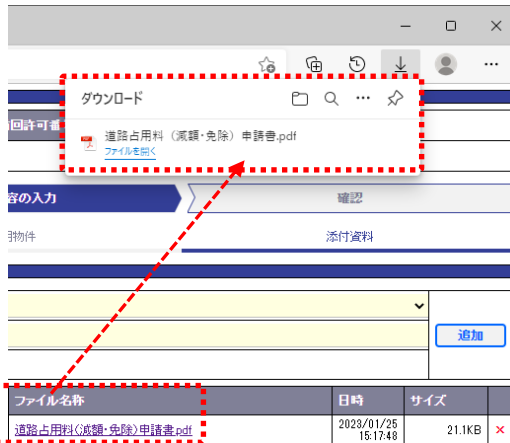 ダウンロード
回許可番
道路占用料（減額・免除）申請書.pdf
ファイルを開く
容の入力
確認
用物件
添付資料
追加
ファイル名称
日時
サイズ
道路占用料(減額・免除)申請書.pdf
2023/01/25
15:17:48
21.1KB